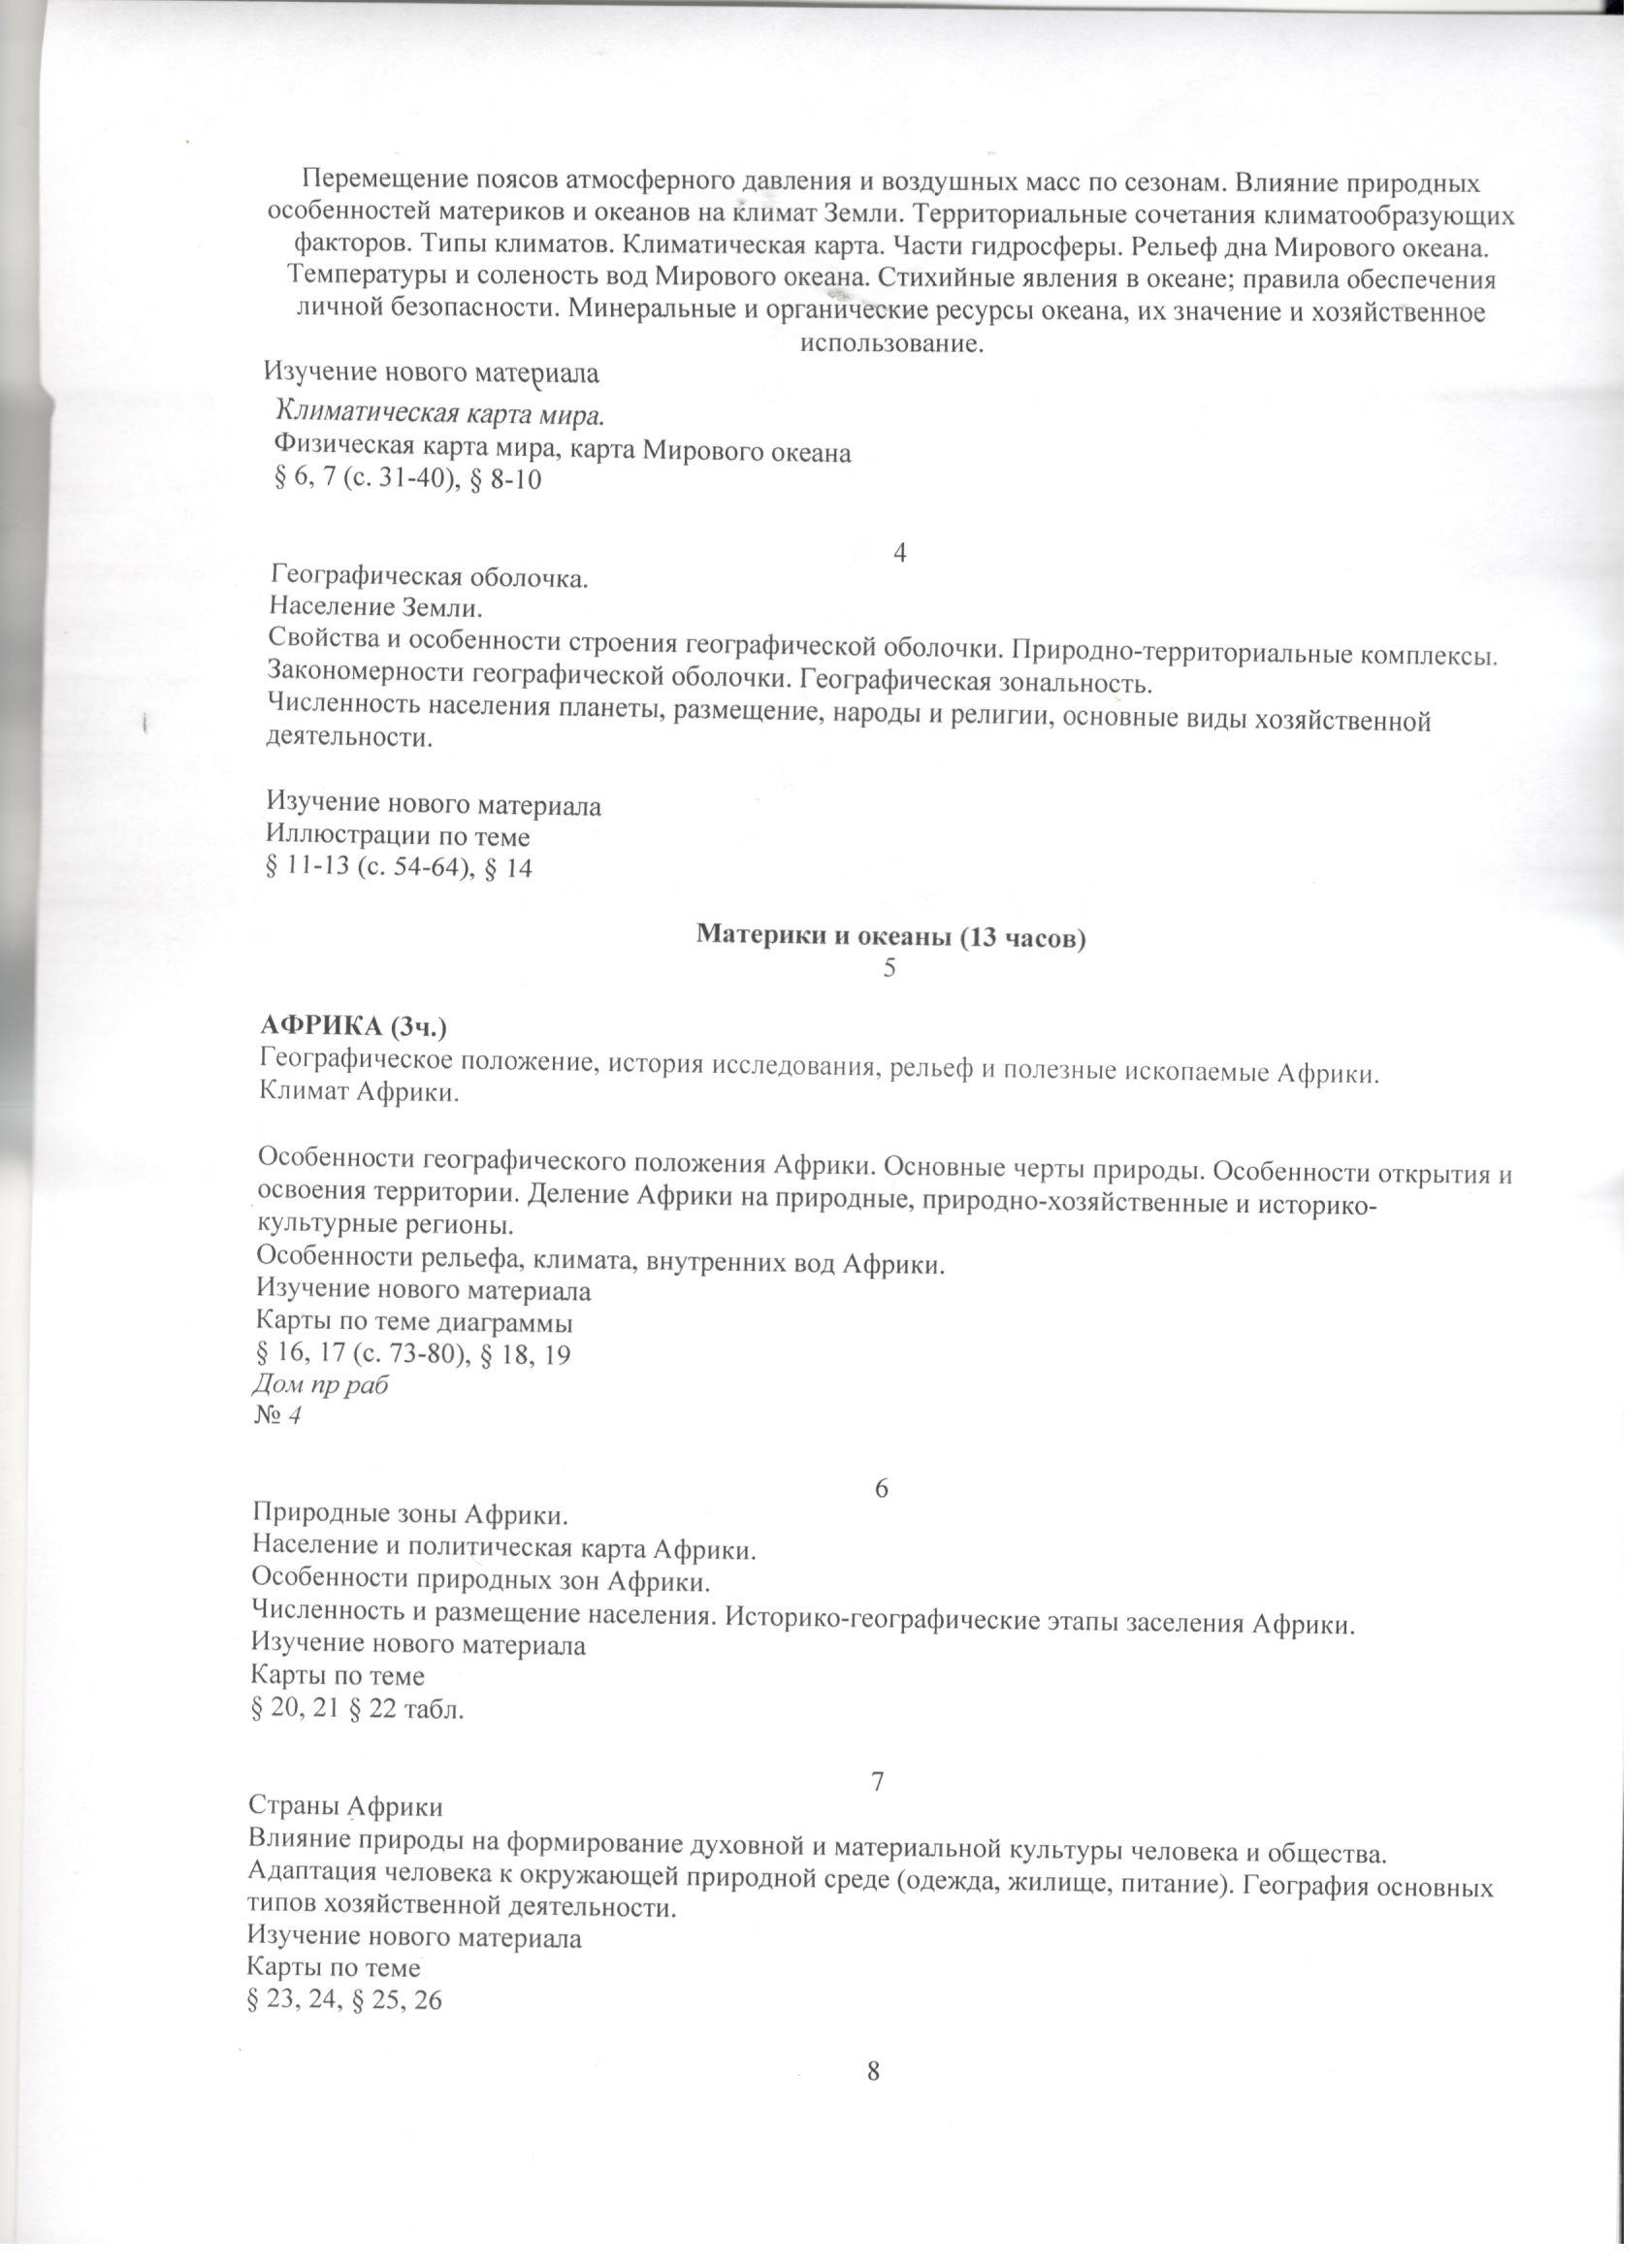 Перемещение поясов атмосферного давления и воздушных масс по сезонам. Влияние природных
особенностей материков и океанов на климат Земли. Территориальные сочетания климатообразующих
факторов. Типы климатов. Климатическая карта. Части гидросферы. Рельеф дна Мирового океана.
Температуры и соленость вод Мирового океана. Стихийные явления в океане; правила обеспечения
личной безопасности. Минеральные и органические ресурсы океана, их значение и хозяйственное
использование.
Изучение нового материала
Климатическая карта мира.
Физическая карта мира, карта Мирового океана
§ 6, 7 (с. 31-40), § 8-10
4
Географическая оболочка.
Население Земли.
Свойства и особенности строения географической оболочки. Природно-территориальные комплексы.
Закономерности географической оболочки. Географическая зональность.
Численность населения планеты, размещение, народы и религии, основные виды хозяйственной
деятельности.
Изучение нового материала
Иллюстрации по теме
§ 11-13 (с. 54-64), § 14
Материки и океаны (13 часов)
5
АФРИКА (3ч.)
Географическое положение, история исследования, рельеф и полезные ископаемые Африки.
Климат Африки.
Особенности географического положения Африки. Основные черты природы. Особенности открытия и
освоения территории. Деление Африки на природные, природно-хозяйственные и историко-
культурные регионы.
Особенности рельефа, климата, внутренних вод Африки.
Изучение нового материала
Карты по теме диаграммы
§ 16, 17 (с. 73-80), § 18, 19
Дом пр раб
№ 4
6
Природные зоны Африки.
Население и политическая карта Африки.
Особенности природных зон Африки.
Численность и размещение населения. Историко-географические этапы заселения Африки.
Изучение нового материала
Карты по теме
§ 20, 21 § 22 табл.
7
Страны Африки
Влияние природы на формирование духовной и материальной культуры человека и общества.
Адаптация человека к окружающей природной среде (одежда, жилище, питание). География основных
типов хозяйственной деятельности.
Изучение нового материала
Карты по теме
§ 23, 24, § 25, 26
8